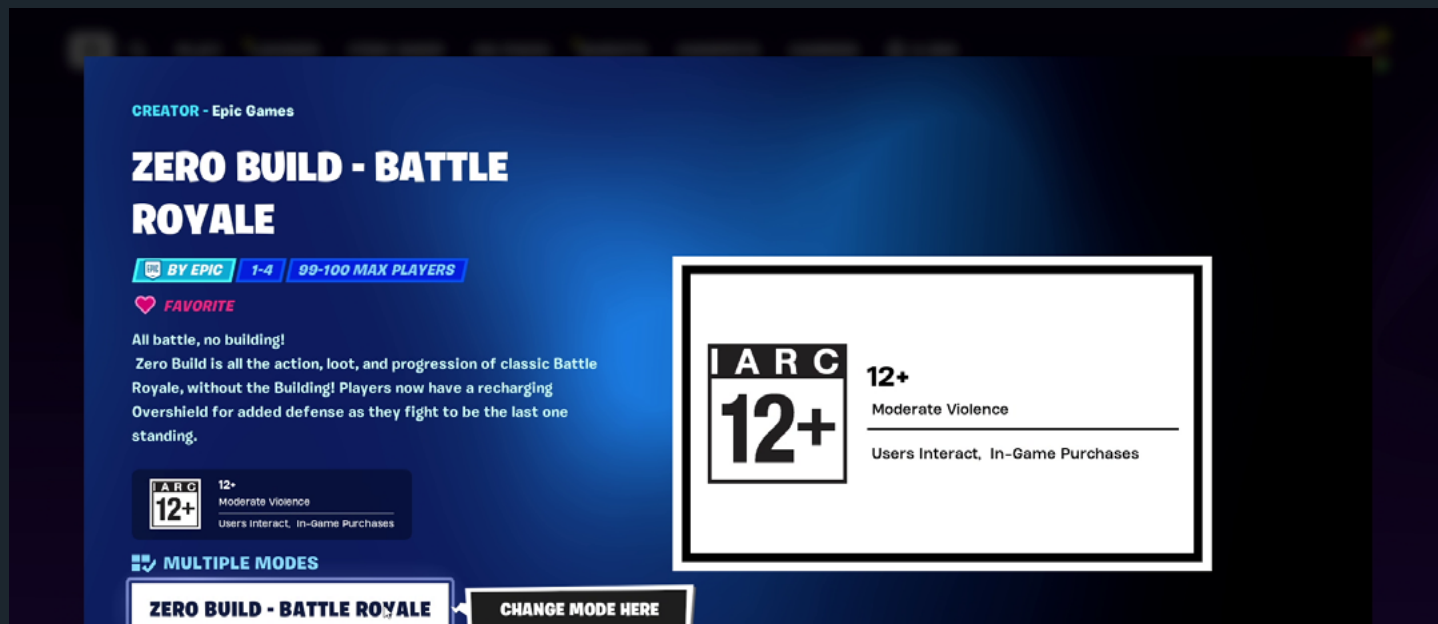 CREATOR - Epic Games
ZERO BUILD - BATTLE
ROYALE
EPIC BY EPIC 1-4 99-100 MAX PLAYERS
FAVORITE
All battle, no building!
Zero Build is all the action, loot, and progression of classic Battle
Royale, without the Building! Players now have a recharging
Overshield for added defense as they fight to be the last one
standing.
IARC
12+
12+
Moderate Violence
Users Interact, In-Game Purchases
MULTIPLE MODES
ZERO BUILD - BATTLE ROYALE
CHANGE MODE HERE
IARC
12+
12+
Moderate Violence
Users Interact, In-Game Purchases